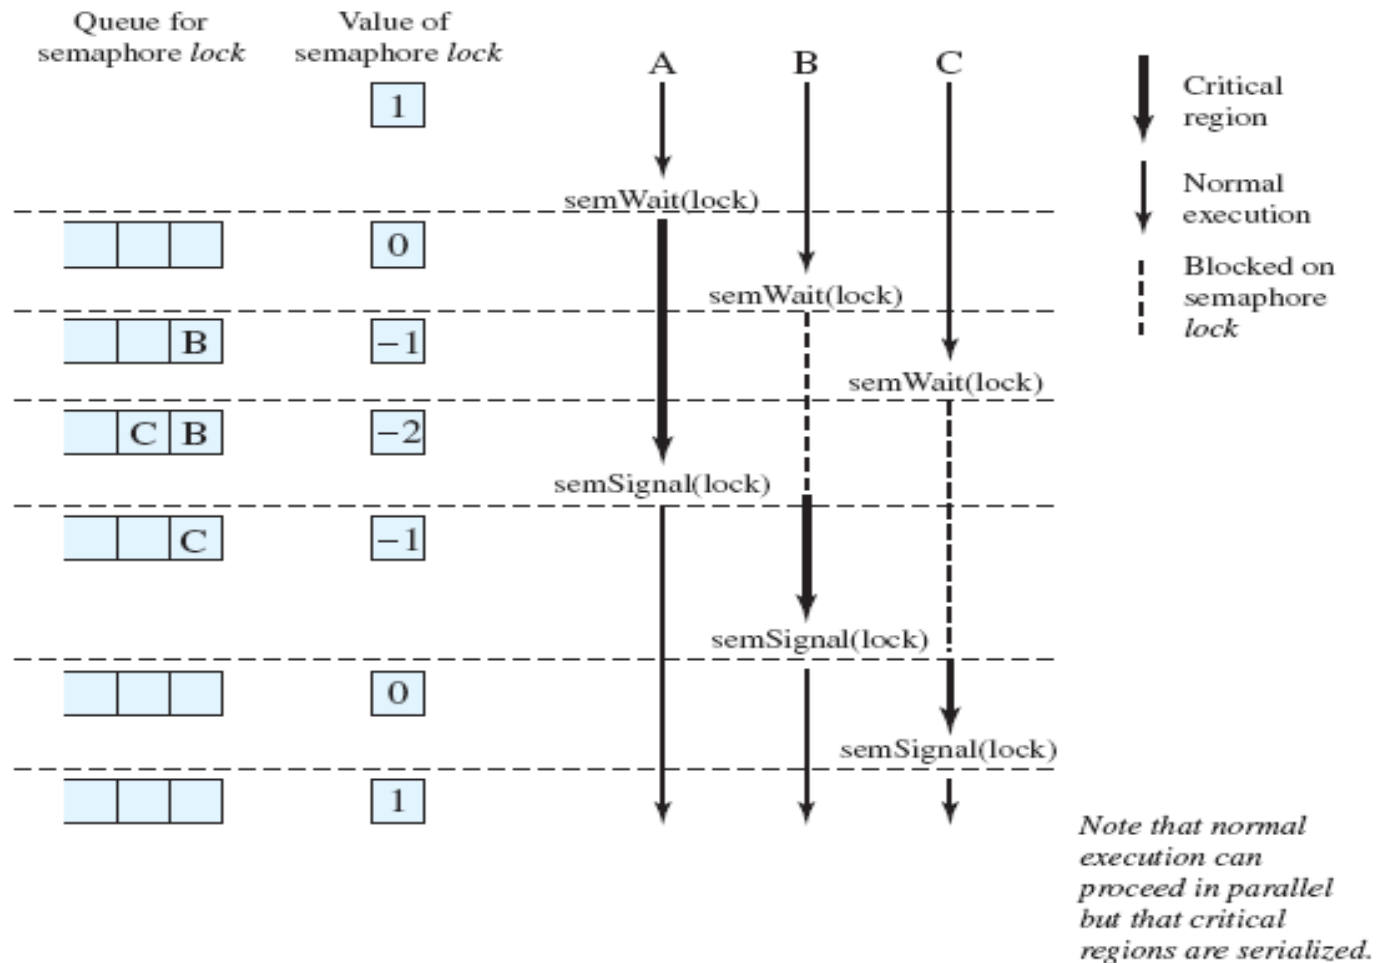 Queue for
semaphore lock
Value of
semaphore lock
A
B
C
1
Critical
region
Normal
execution
semWait(lock)
0
Blocked on
semaphore
lock
semWait(lock)
B
−1
semWait(lock)
C B
−2
semSignal(lock)
C
−1
semSignal(lock)
0
semSignal(lock)
1
Note that normal
execution can
proceed in parallel
but that critical
regions are serialized.